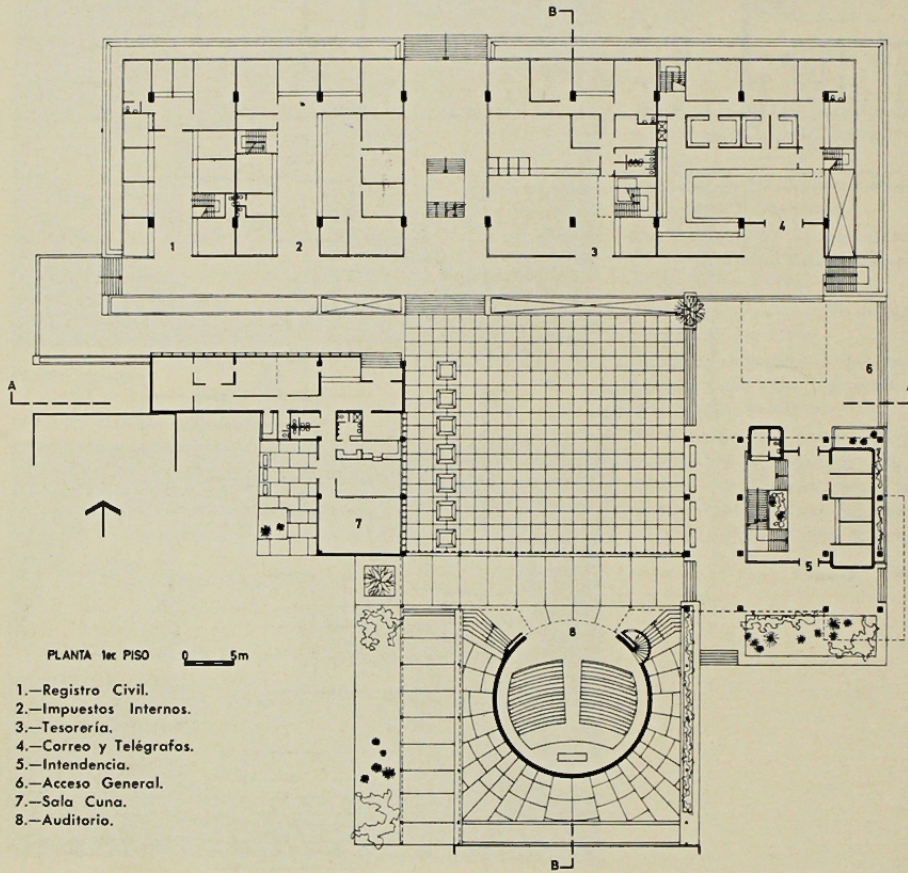 B
1
2
3
4
A
6
A
7
5
8
PLANTA 1er PISO 0 5m
1.—Registro Civil.
2.—Impuestos Internos.
3.—Tesorería.
4.—Correo y Telégrafos.
5.—Intendencia.
6.—Acceso General.
7.—Sala Cuna.
8.—Auditorio.
B